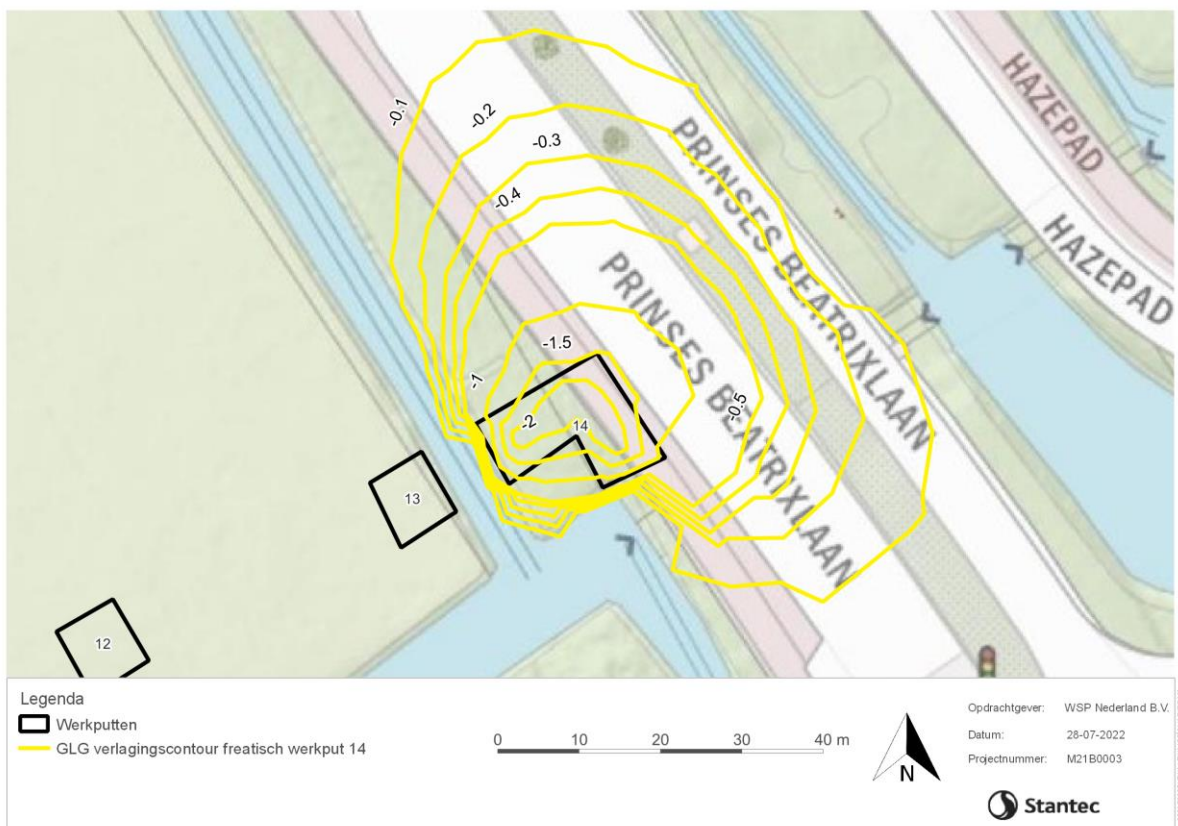 HAZEPAD
HAZEPAD
PRINSES BEATRIXLAAN
PRINSES BEATRIXLAAN
-0.1
-0.2
-0.3
-0.4
-1.5
-1
-0.5
-2
14
13
12
Legenda
Werkputten
GLG verlagingscontour freatisch werkput 14
0 10 20 30 40 m
N
Opdrachtgever: WSP Nederland B.V.
Datum: 28-07-2022
Projectnummer: M21B0003
Stantec